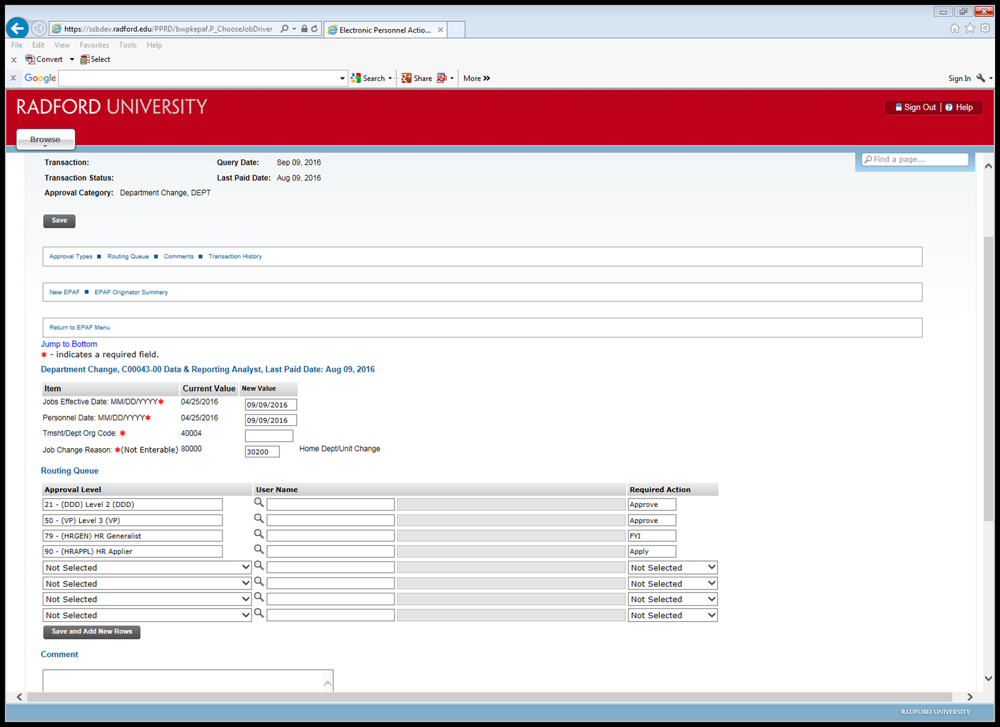 https://ssbdev.radford.edu/PPRD/bwpkepaf.P_ChooseJobDriver
Electronic Personnel Actio...
File Edit View Favorites Tools Help
x Convert Select
x Google Search Share More » Sign In
RADFORD UNIVERSITY
Sign Out | Help
Browse
Find a page...
Transaction: Query Date: Sep 09, 2016
Transaction Status: Last Paid Date: Aug 09, 2016
Approval Category: Department Change, DEPT
Save
Approval Types Routing Queue Comments Transaction History
New EPAF EPAF Originator Summary
Return to EPAF Menu
Jump to Bottom
* - indicates a required field.
Department Change, C00043-00 Data & Reporting Analyst, Last Paid Date: Aug 09, 2016
Item Current Value New Value
Jobs Effective Date: MM/DD/YYYY* 04/25/2016 09/09/2016
Personnel Date: MM/DD/YYYY* 04/25/2016 09/09/2016
Tmsht/Dept Org Code: * 40004
Job Change Reason: *(Not Enterable) 80000 30200 Home Dept/Unit Change
Routing Queue
Approval Level User Name Required Action
21 - (DDD) Level 2 (DDD) Approve
50 - (VP) Level 3 (VP) Approve
79 - (HRGEN) HR Generalist FYI
90 - (HRAPPL) HR Applier Apply
Not Selected Not Selected
Not Selected Not Selected
Not Selected Not Selected
Not Selected Not Selected
Save and Add New Rows
Comment
RADFORD UNIVERSITY